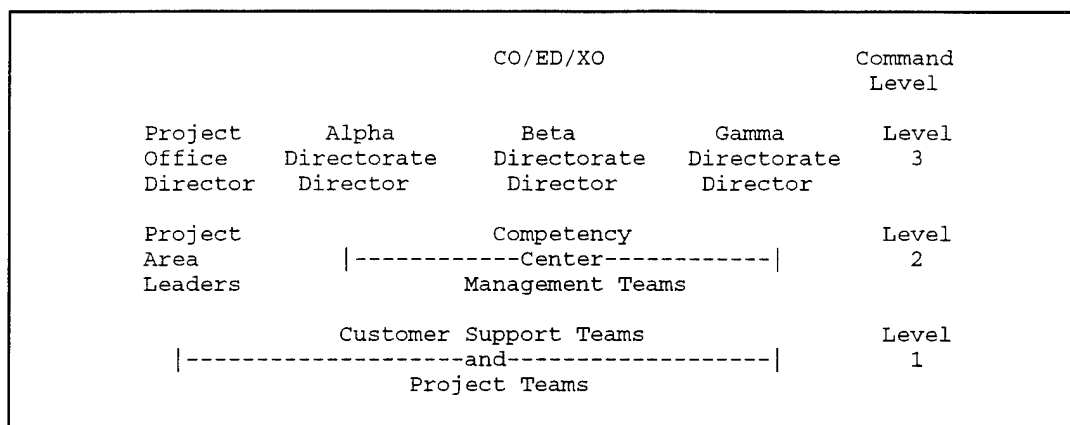 CO/ED/XO Command
Level
Project Alpha Beta Gamma Level
Office Directorate Directorate Directorate 3
Director Director Director Director
Project Competency Level
Area |------------Center------------| 2
Leaders Management Teams
Customer Support Teams Level
|--------------------and-------------------| 1
Project Teams